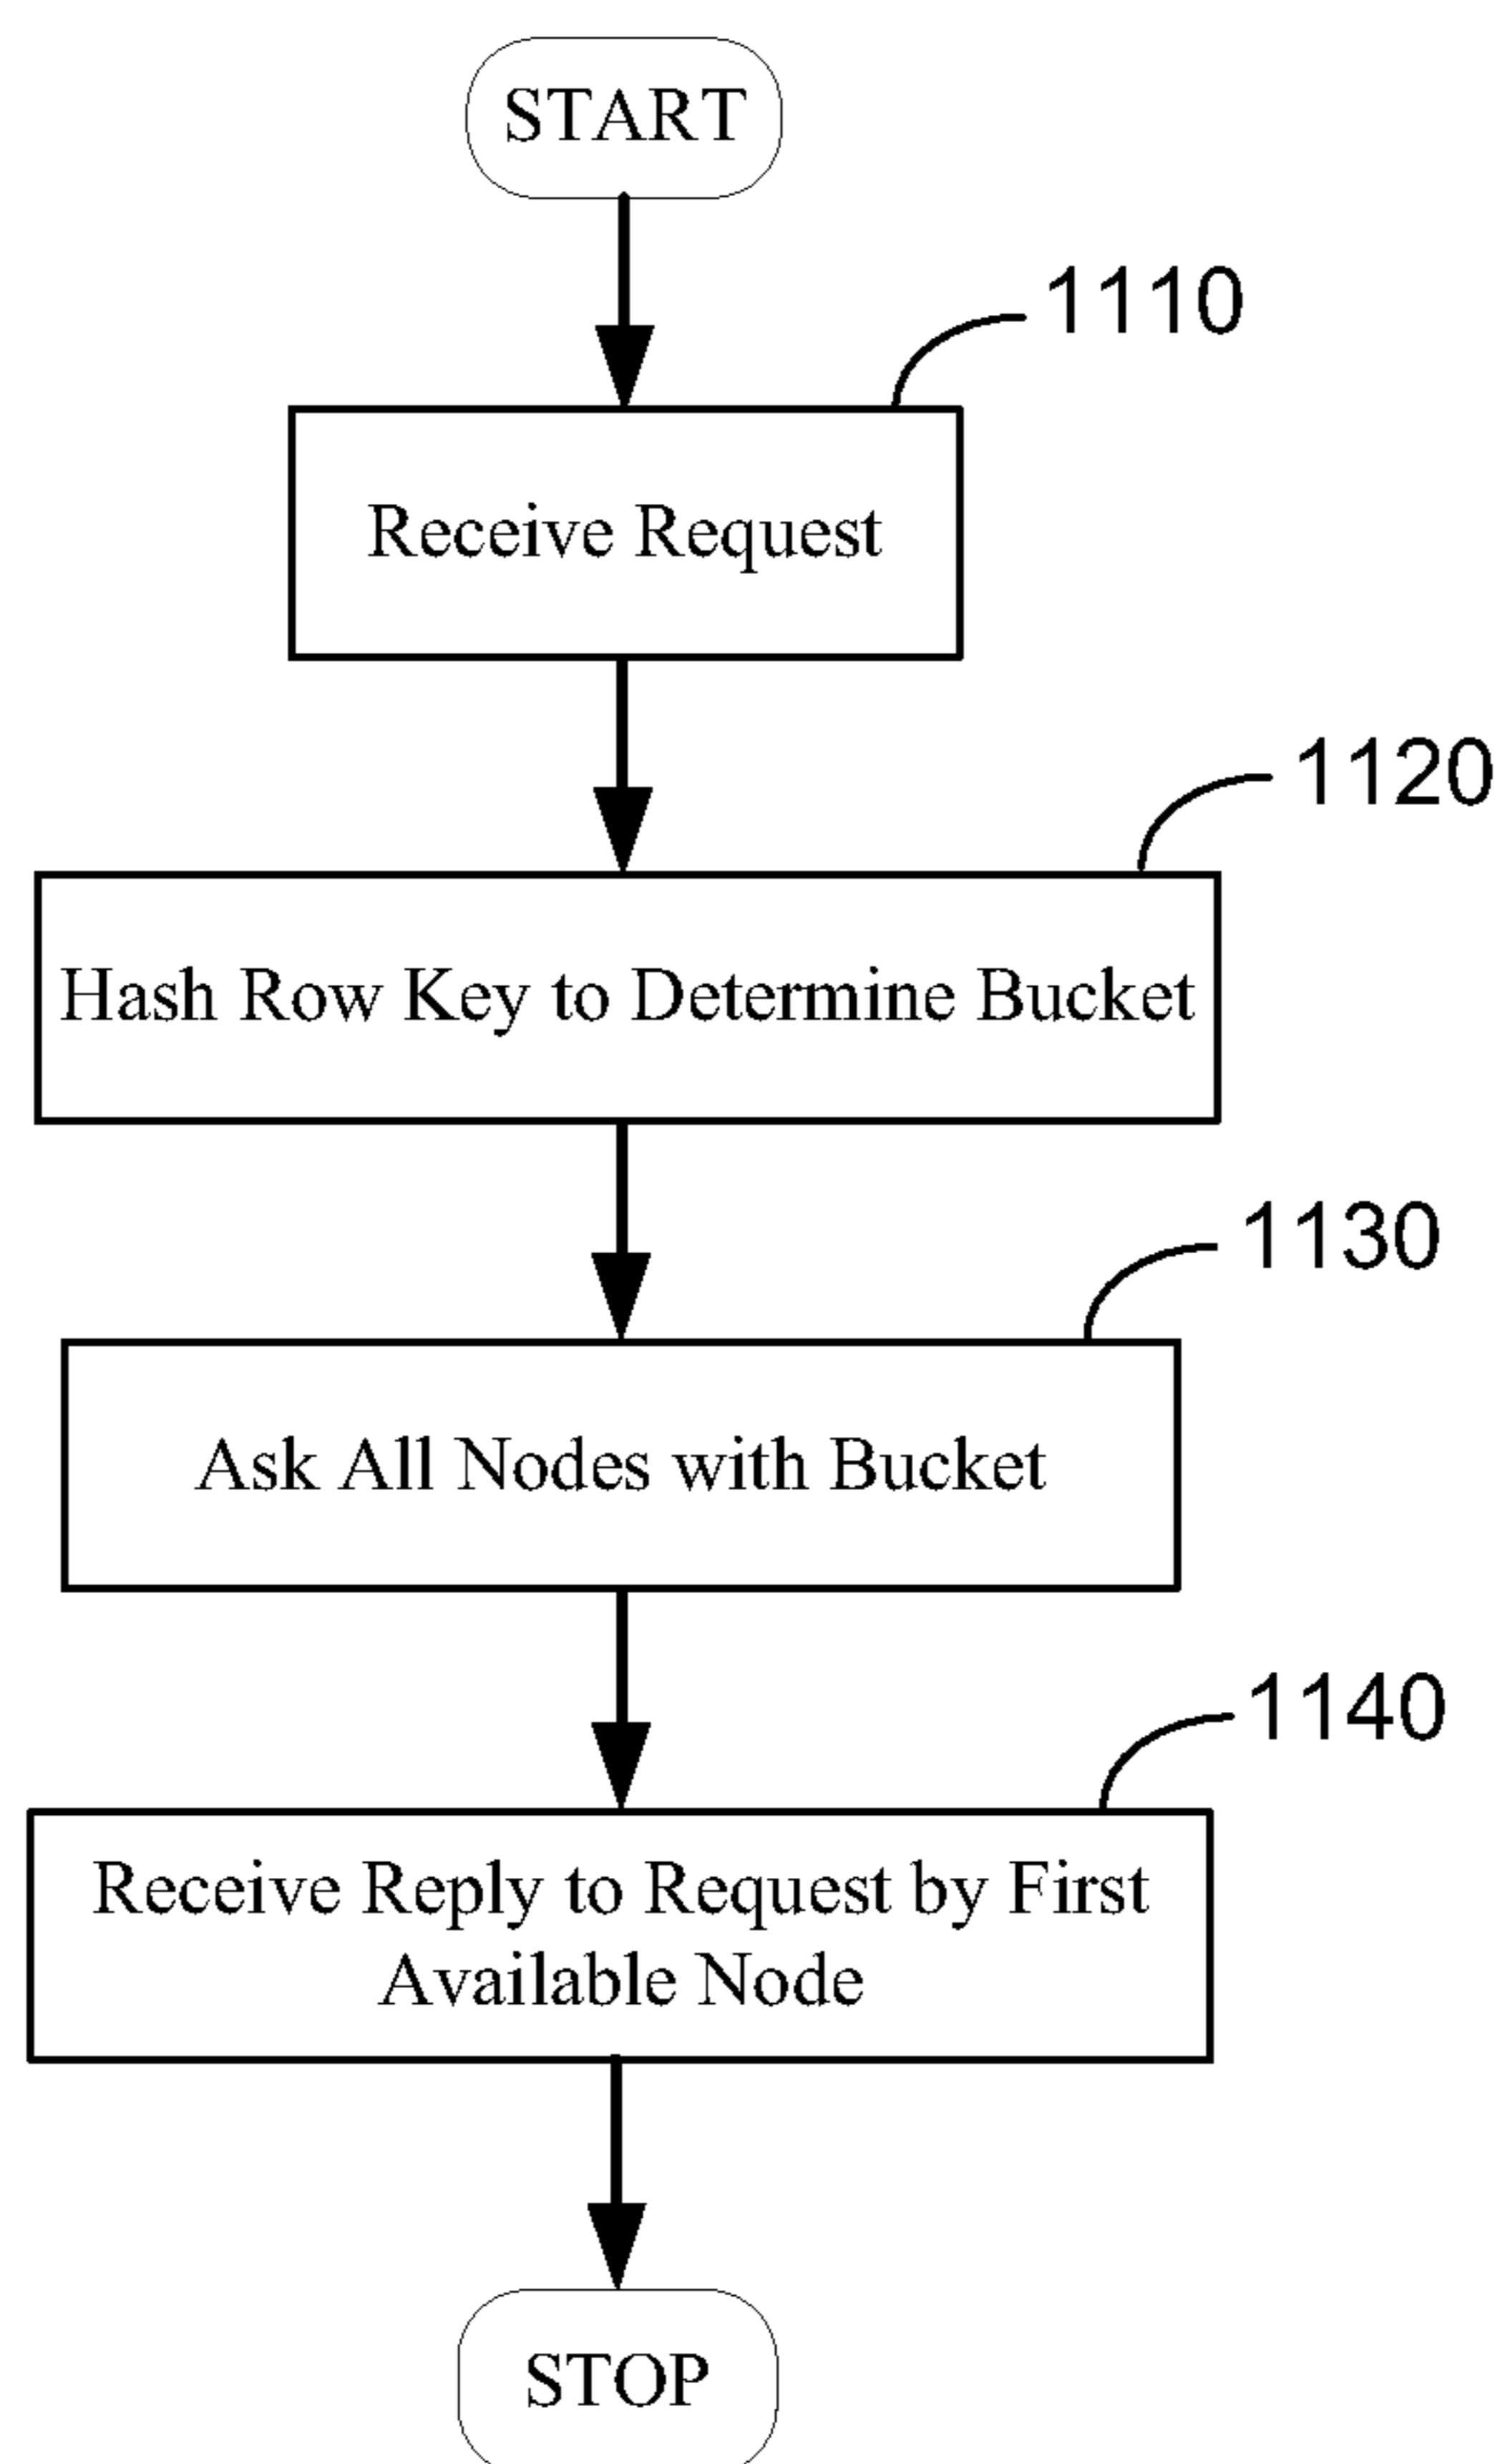 START
1110
Receive Request
1120
Hash Row Key to Determine Bucket
1130
Ask All Nodes with Bucket
1140
Receive Reply to Request by First
Available Node
STOP